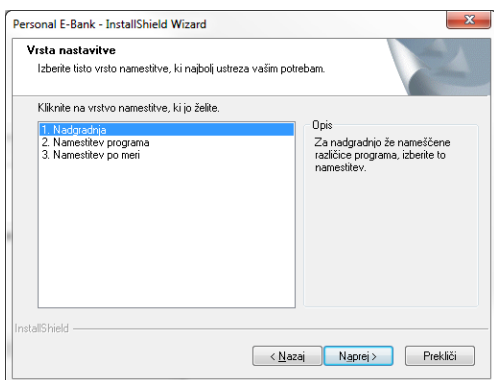 Personal E-Bank - InstallShield Wizard
Vrsta nastavitve
Izberite tisto vrsto namestitve, ki najbolj ustreza vašim potrebam.
Kliknite na vrstvo namestitve, ki jo želite.
1. Nadgradnja
2. Namestitev programa
3. Namestitev po meri
Opis
Za nadgradnjo že nameščene
različice programa, izberite to
namestitev.
InstallShield
< Nazaj
Naprej >
Prekliči